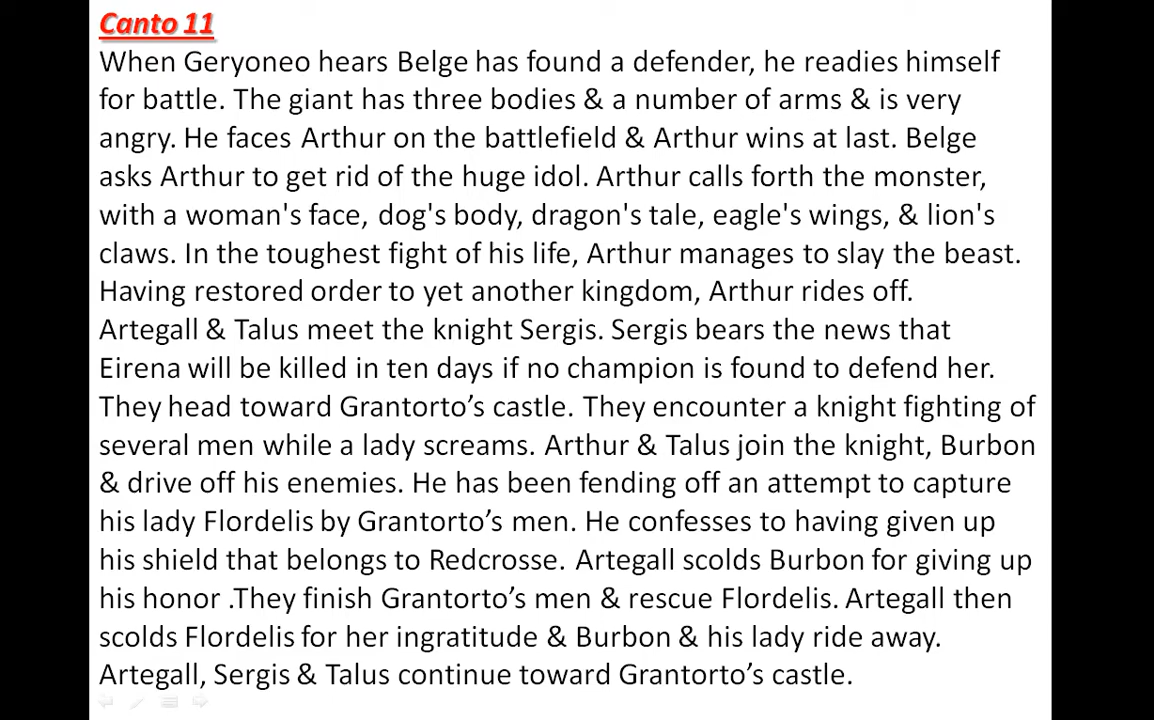 Canto 11
When Geryoneo hears Belge has found a defender, he readies himself
for battle. The giant has three bodies & a number of arms & is very
angry. He faces Arthur on the battlefield & Arthur wins at last. Belge
asks Arthur to get rid of the huge idol. Arthur calls forth the monster,
with a woman's face, dog's body, dragon's tale, eagle's wings, & lion's
claws. In the toughest fight of his life, Arthur manages to slay the beast.
Having restored order to yet another kingdom, Arthur rides off.
Artegall & Talus meet the knight Sergis. Sergis bears the news that
Eirena will be killed in ten days if no champion is found to defend her.
They head toward Grantorto’s castle. They encounter a knight fighting of
several men while a lady screams. Arthur & Talus join the knight, Burbon
& drive off his enemies. He has been fending off an attempt to capture
his lady Flordelis by Grantorto’s men. He confesses to having given up
his shield that belongs to Redcrosse. Artegall scolds Burbon for giving up
his honor .They finish Grantorto’s men & rescue Flordelis. Artegall then
scolds Flordelis for her ingratitude & Burbon & his lady ride away.
Artegall, Sergis & Talus continue toward Grantorto’s castle.